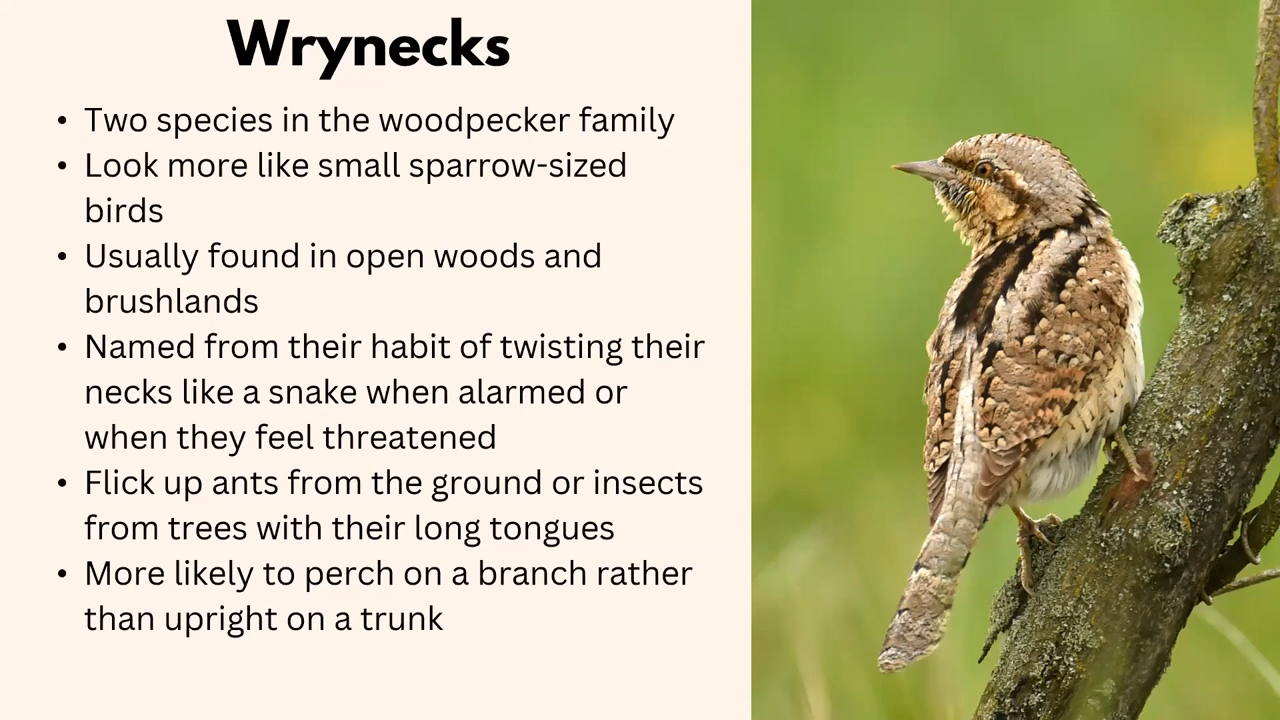 Wrynecks
• Two species in the woodpecker family
• Look more like small sparrow-sized
birds
• Usually found in open woods and
brushlands
• Named from their habit of twisting their
necks like a snake when alarmed or
when they feel threatened
• Flick up ants from the ground or insects
from trees with their long tongues
• More likely to perch on a branch rather
than upright on a trunk